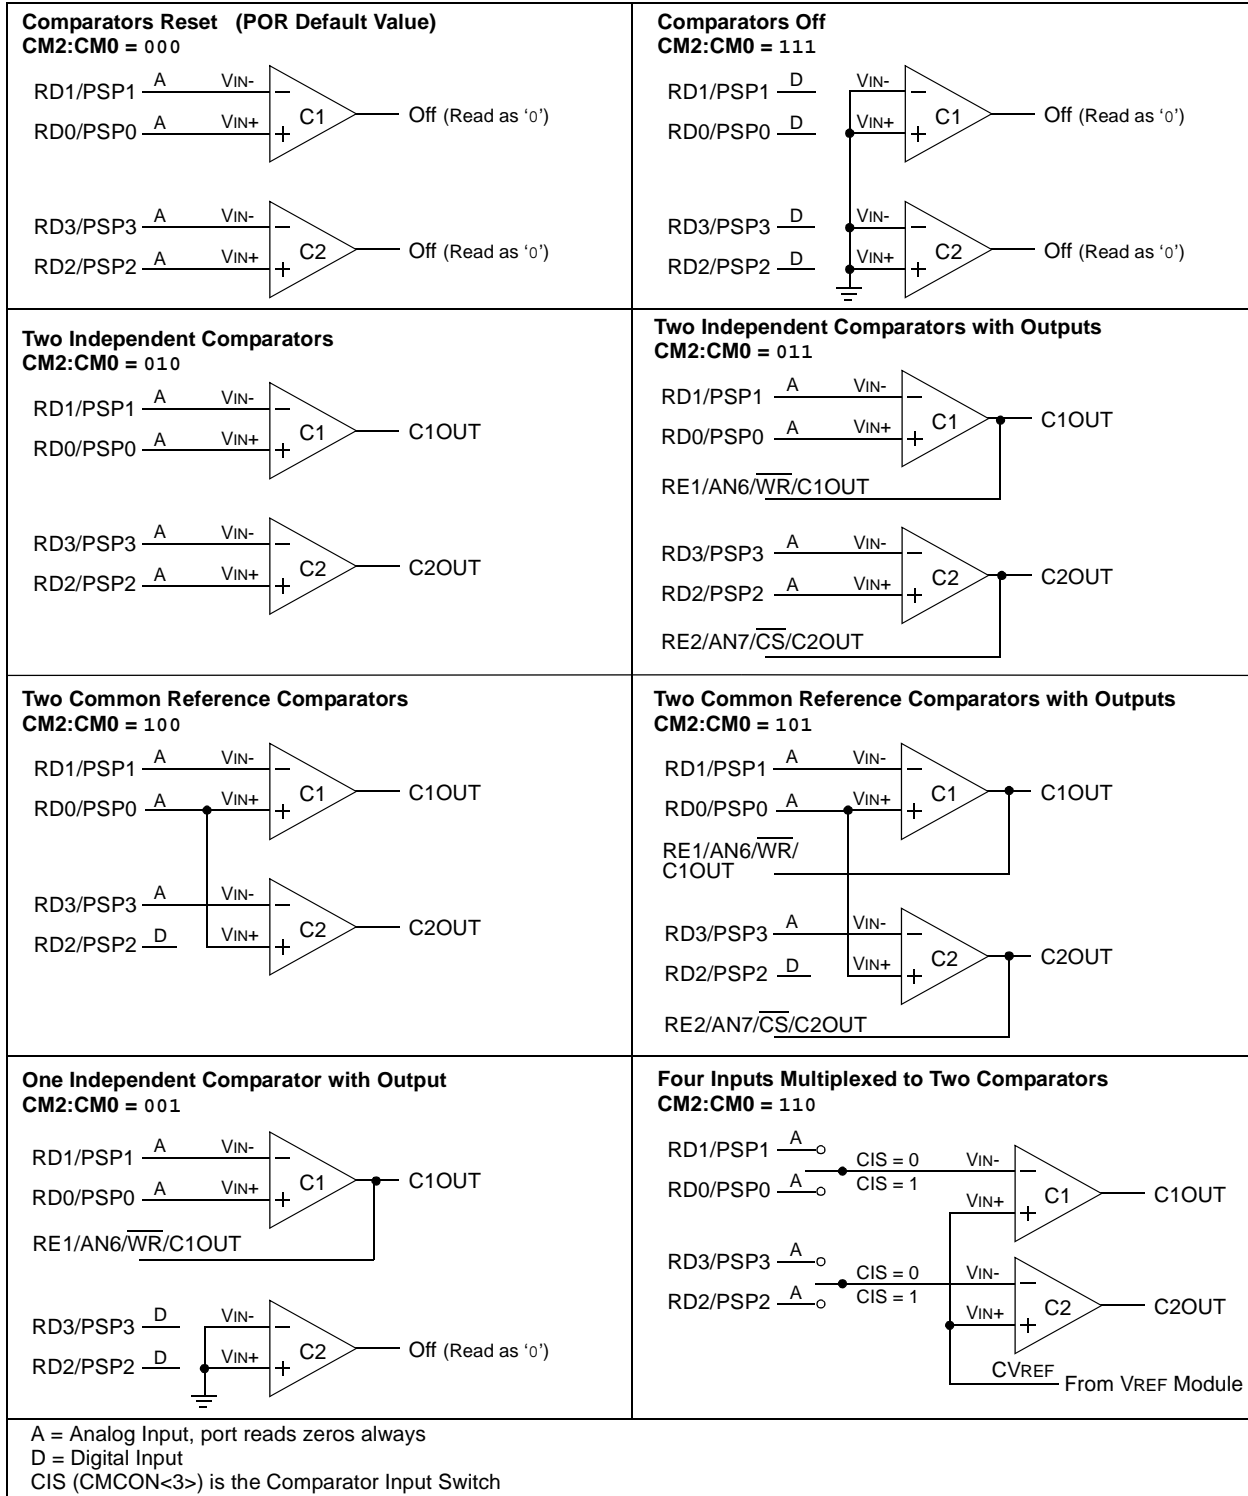 Comparators Reset (POR Default Value)
CM2:CM0 = 000
RD1/PSP1 A VIN-
RD0/PSP0 A VIN+
C1
Off (Read as '0')
RD3/PSP3 A VIN-
RD2/PSP2 A VIN+
C2
Off (Read as '0')
Comparators Off
CM2:CM0 = 111
RD1/PSP1 D VIN-
RD0/PSP0 D VIN+
C1
Off (Read as '0')
RD3/PSP3 D VIN-
RD2/PSP2 D VIN+
C2
Off (Read as '0')
Two Independent Comparators
CM2:CM0 = 010
RD1/PSP1 A VIN-
RD0/PSP0 A VIN+
C1
C1OUT
RD3/PSP3 A VIN-
RD2/PSP2 A VIN+
C2
C2OUT
Two Independent Comparators with Outputs
CM2:CM0 = 011
RD1/PSP1 A VIN-
RD0/PSP0 A VIN+
C1
C1OUT
RE1/AN6/WR/C1OUT
RD3/PSP3 A VIN-
RD2/PSP2 A VIN+
C2
C2OUT
RE2/AN7/CS/C2OUT
Two Common Reference Comparators
CM2:CM0 = 100
RD1/PSP1 A VIN-
RD0/PSP0 A VIN+
C1
C1OUT
RD3/PSP3 A VIN-
RD2/PSP2 D VIN+
C2
C2OUT
Two Common Reference Comparators with Outputs
CM2:CM0 = 101
RD1/PSP1 A VIN-
RD0/PSP0 A VIN+
C1
C1OUT
RE1/AN6/WR/
C1OUT
RD3/PSP3 A VIN-
RD2/PSP2 D VIN+
C2
C2OUT
RE2/AN7/CS/C2OUT
One Independent Comparator with Output
CM2:CM0 = 001
RD1/PSP1 A VIN-
RD0/PSP0 A VIN+
C1
C1OUT
RE1/AN6/WR/C1OUT
RD3/PSP3 D VIN-
RD2/PSP2 D VIN+
C2
Off (Read as '0')
Four Inputs Multiplexed to Two Comparators
CM2:CM0 = 110
RD1/PSP1 A
CIS = 0 VIN-
RD0/PSP0 A
CIS = 1
VIN+
C1
C1OUT
RD3/PSP3 A
CIS = 0 VIN-
RD2/PSP2 A
CIS = 1
VIN+
C2
C2OUT
CVREF
From VREF Module
A = Analog Input, port reads zeros always
D = Digital Input
CIS (CMCON<3>) is the Comparator Input Switch